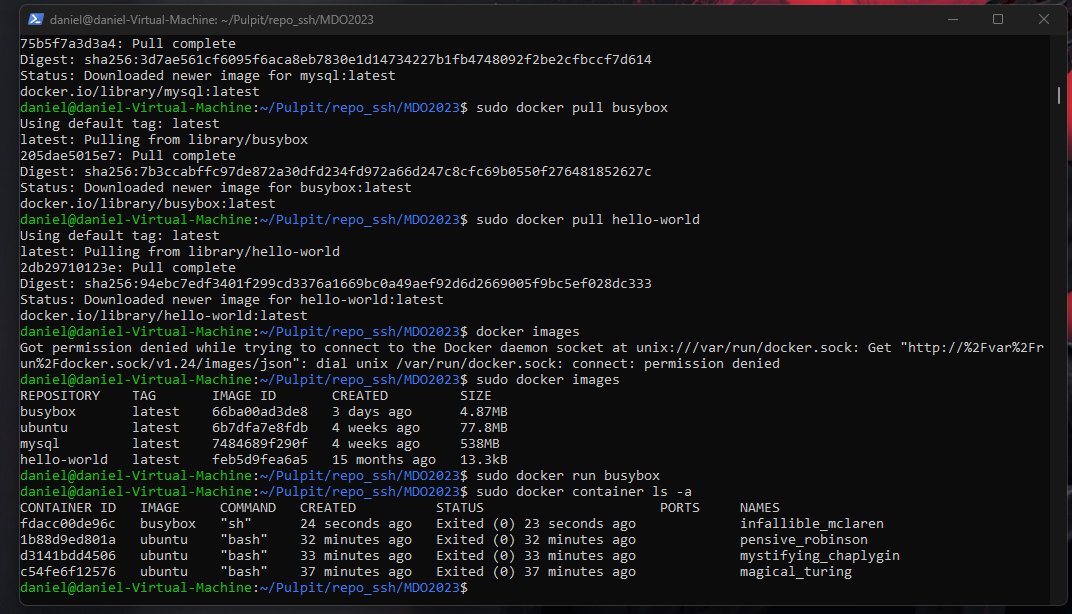 daniel@daniel-Virtual-Machine: ~/Pulpit/repo_ssh/MDO2023
75b5f7a3d3a4: Pull complete
Digest: sha256:3d7ae561cf6095f6aca8eb7830e1d14734227b1fb4748092f2be2cfbccf7d614
Status: Downloaded newer image for mysql:latest
docker.io/library/mysql:latest
daniel@daniel-Virtual-Machine:~/Pulpit/repo_ssh/MDO2023$ sudo docker pull busybox
Using default tag: latest
latest: Pulling from library/busybox
205dae5015e7: Pull complete
Digest: sha256:7b3ccabffc97de872a30dfd234fd972a66d247c8cfc69b0550f276481852627c
Status: Downloaded newer image for busybox:latest
docker.io/library/busybox:latest
daniel@daniel-Virtual-Machine:~/Pulpit/repo_ssh/MDO2023$ sudo docker pull hello-world
Using default tag: latest
latest: Pulling from library/hello-world
2db29710123e: Pull complete
Digest: sha256:94ebc7edf3401f299cd3376a1669bc0a49aef92d6d2669005f9bc5ef028dc333
Status: Downloaded newer image for hello-world:latest
docker.io/library/hello-world:latest
daniel@daniel-Virtual-Machine:~/Pulpit/repo_ssh/MDO2023$ docker images
Got permission denied while trying to connect to the Docker daemon socket at unix:///var/run/docker.sock: Get "http://%2Fvar%2Fr
un%2Fdocker.sock/v1.24/images/json": dial unix /var/run/docker.sock: connect: permission denied
daniel@daniel-Virtual-Machine:~/Pulpit/repo_ssh/MDO2023$ sudo docker images
REPOSITORY    TAG       IMAGE ID       CREATED         SIZE
busybox       latest    66ba00ad3de8   3 days ago      4.87MB
ubuntu        latest    6b7dfa7e8fdb   4 weeks ago     77.8MB
mysql         latest    7484689f290f   4 weeks ago     538MB
hello-world   latest    feb5d9fea6a5   15 months ago   13.3kB
daniel@daniel-Virtual-Machine:~/Pulpit/repo_ssh/MDO2023$ sudo docker run busybox
daniel@daniel-Virtual-Machine:~/Pulpit/repo_ssh/MDO2023$ sudo docker container ls -a
CONTAINER ID   IMAGE     COMMAND   CREATED          STATUS                      PORTS     NAMES
fdacc00de96c   busybox   "sh"      24 seconds ago   Exited (0) 23 seconds ago             infallible_mclaren
1b88d9ed801a   ubuntu    "bash"    32 minutes ago   Exited (0) 32 minutes ago             pensive_robinson
d3141bdd4506   ubuntu    "bash"    33 minutes ago   Exited (0) 33 minutes ago             mystifying_chaplygin
c54fe6f12576   ubuntu    "bash"    37 minutes ago   Exited (0) 37 minutes ago             magical_turing
daniel@daniel-Virtual-Machine:~/Pulpit/repo_ssh/MDO2023$